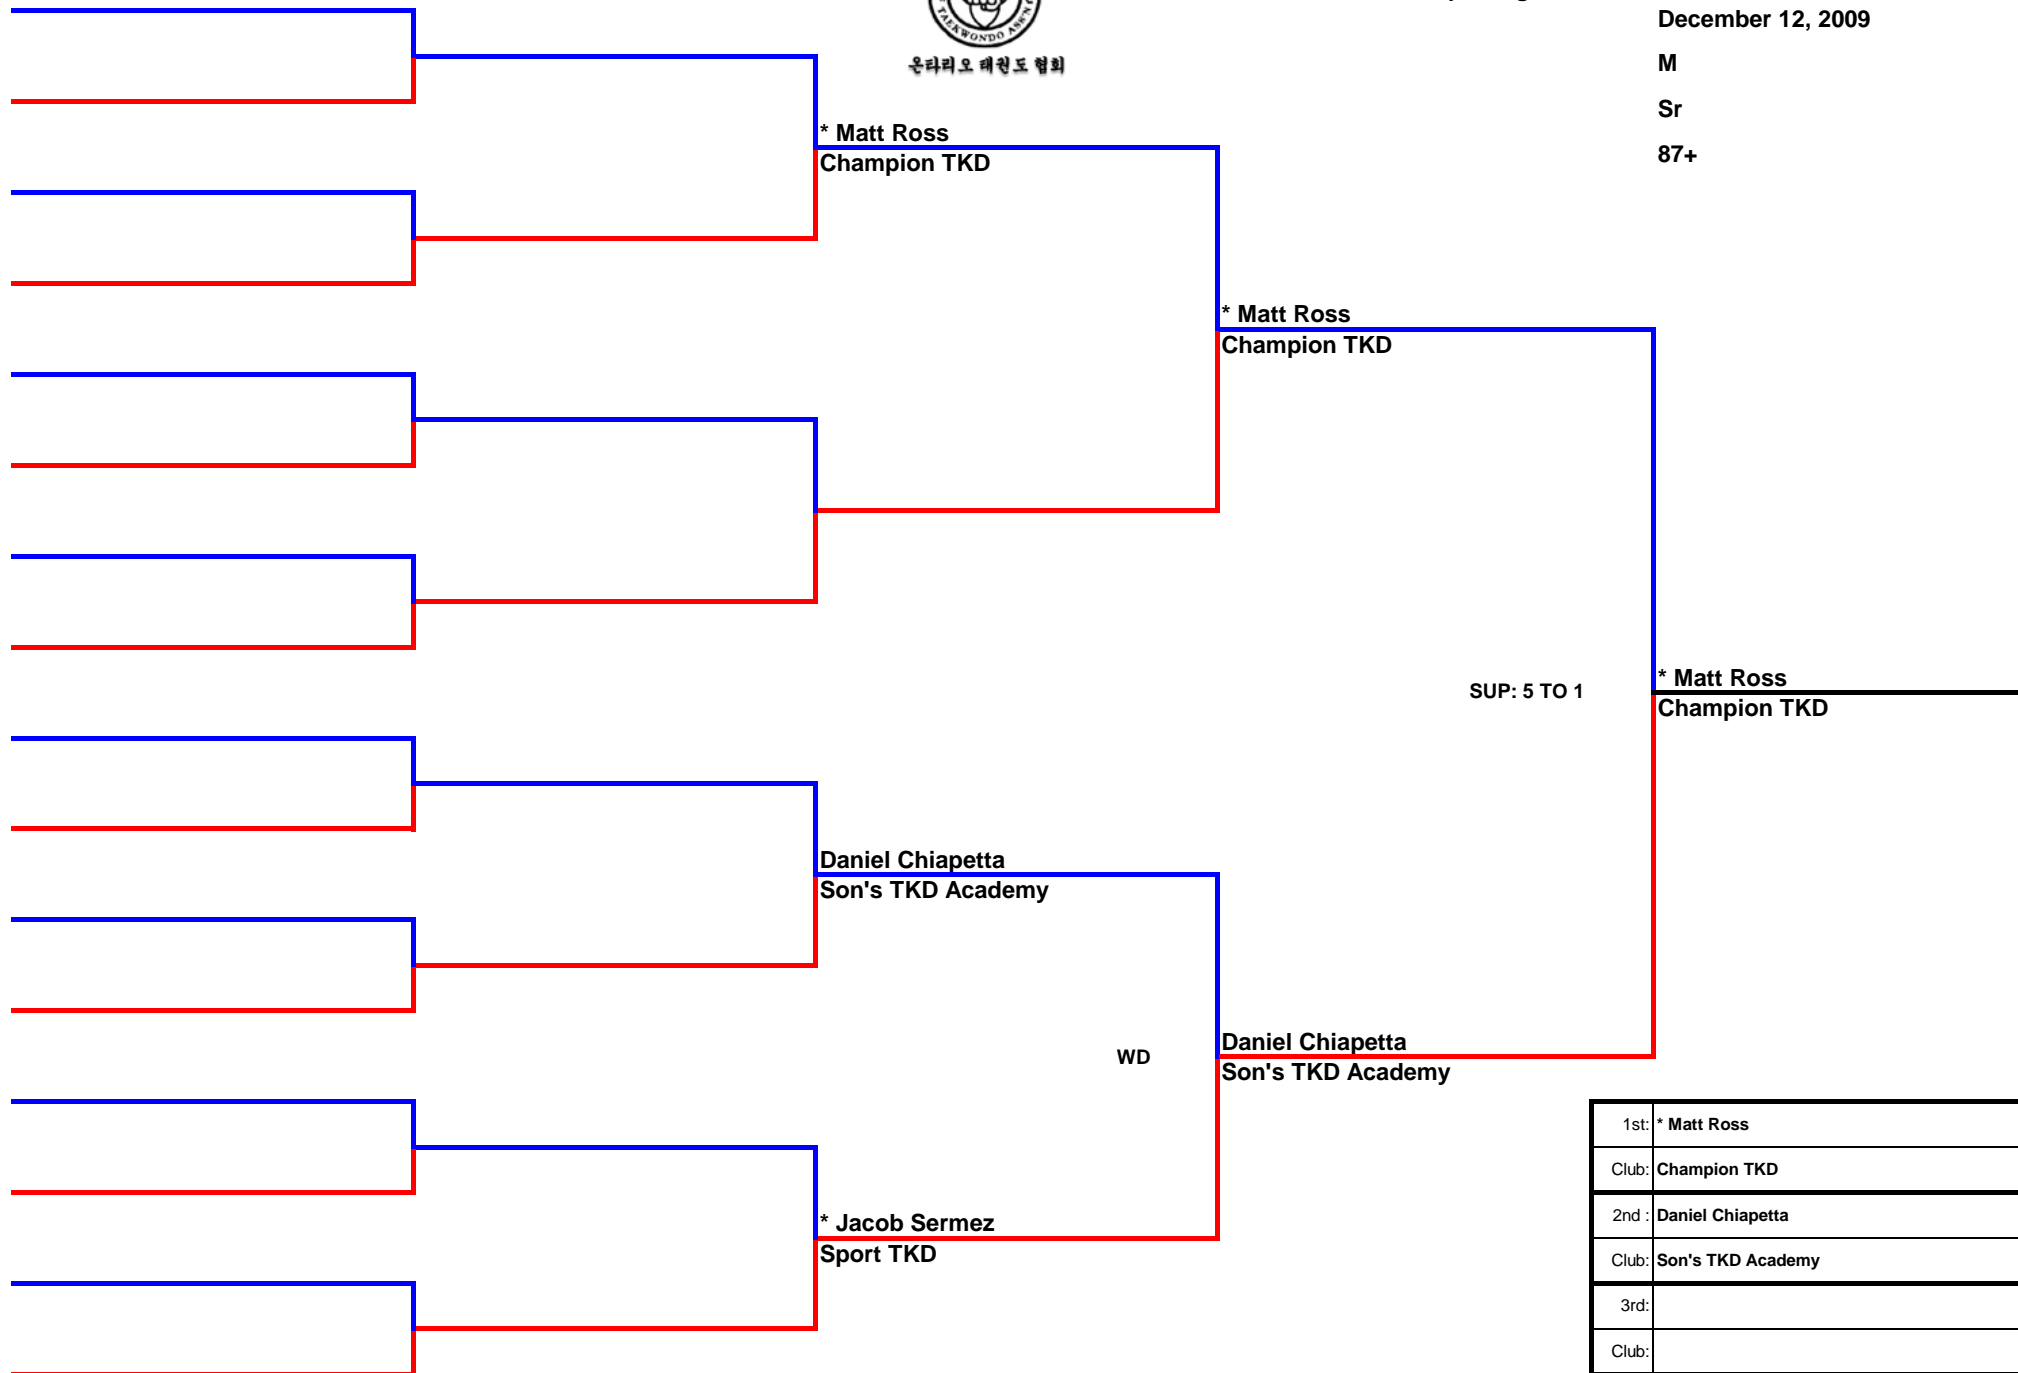 TAEKWONDO ASS'N
온타리오 태권도 협회
December 12, 2009
M
Sr
87+
* Matt Ross
Champion TKD
* Matt Ross
Champion TKD
SUP: 5 TO 1
* Matt Ross
Champion TKD
Daniel Chiapetta
Son's TKD Academy
WD
Daniel Chiapetta
Son's TKD Academy
* Jacob Sermez
Sport TKD
1st: * Matt Ross
Club: Champion TKD
2nd : Daniel Chiapetta
Club: Son's TKD Academy
3rd:
Club: